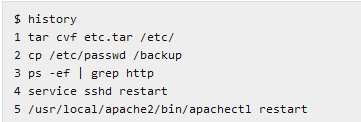 $ history
1 tar cvf etc.tar /etc/
2 cp /etc/passwd /backup
3 ps -ef | grep http
4 service sshd restart
5 /usr/local/apache2/bin/apachectl restart